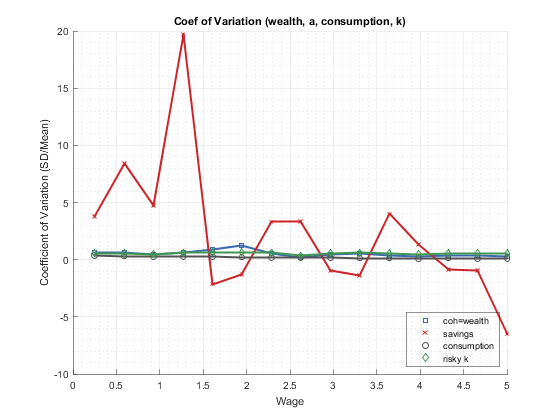 Coef of Variation (wealth, a, consumption, k)
Coefficient of Variation (SD/Mean)
20
15
10
5
0
-5
-10
0 0.5 1 1.5 2 2.5 3 3.5 4 4.5 5
Wage
coh=wealth
savings
consumption
risky k